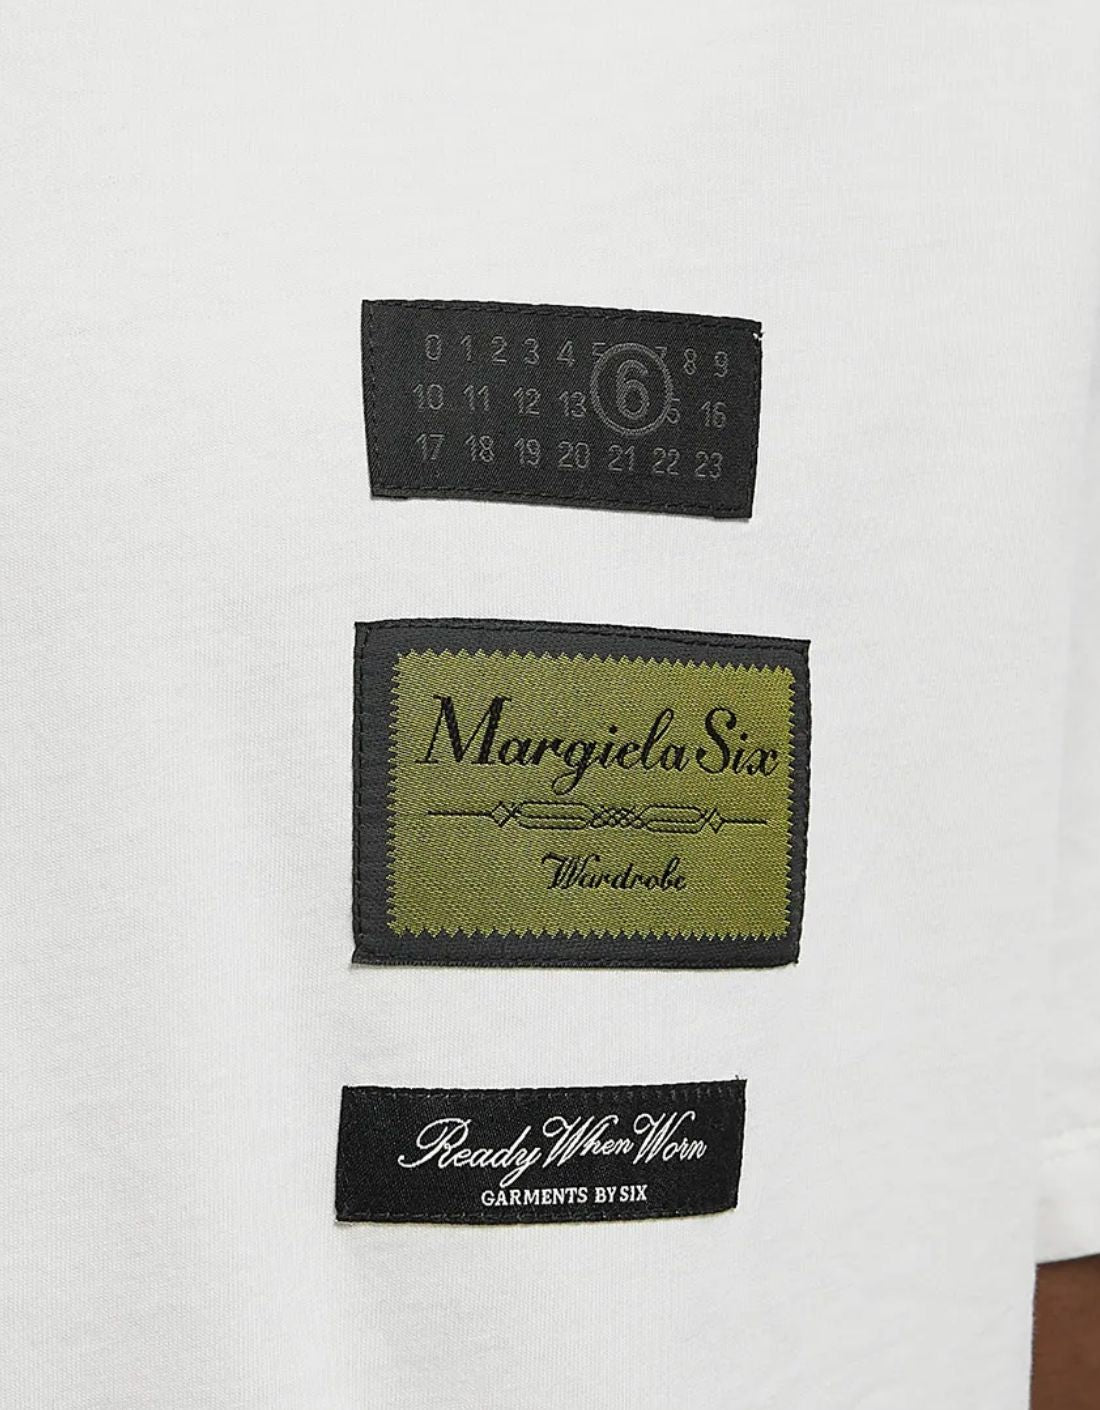 0 1 2 3 4 5 7 8 9
6
10 11 12 13 5 16
17 18 19 20 21 22 23
Margiela Six
Wardrobe
Ready When Worn
GARMENTS BY SIX